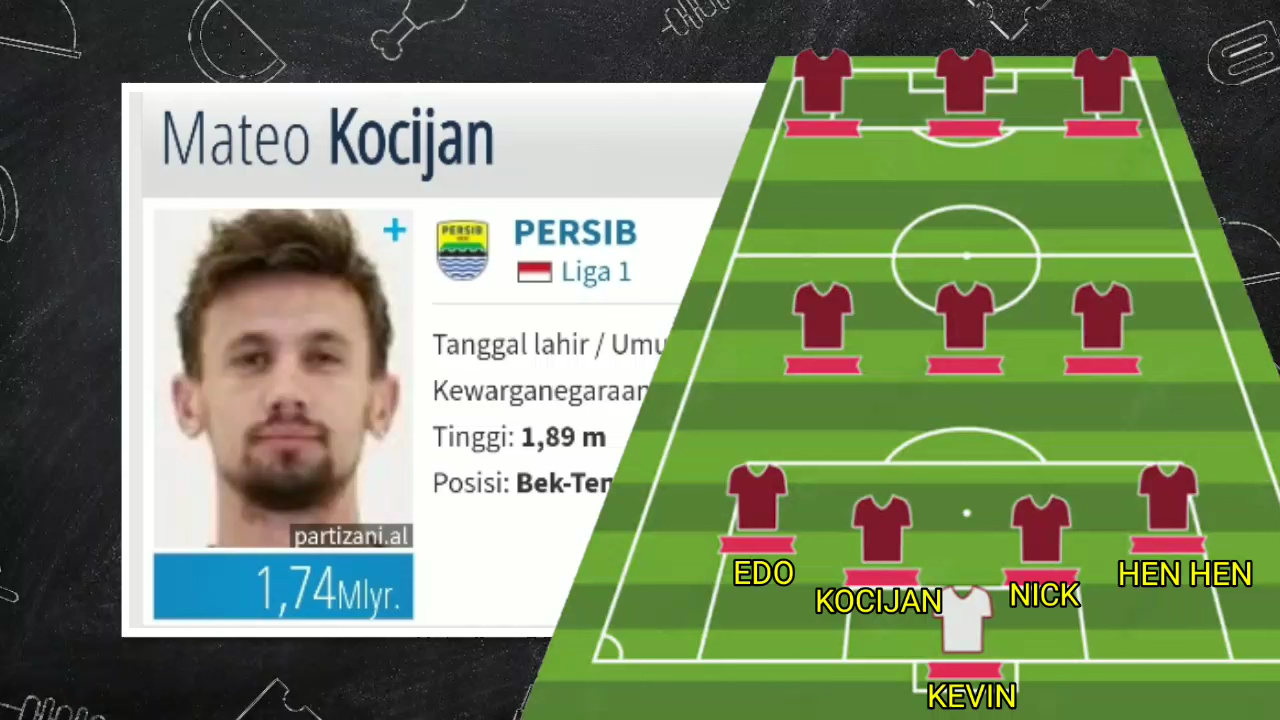 Mateo Kocijan
PERSIB
PERSIB
Liga 1
Tanggal lahir / Umu
Kewarganegaraan
Tinggi: 1,89 m
Posisi: Bek-Ten
partizani.al
1,74Mlyr.
EDO
KOCIJAN
NICK
HEN HEN
KEVIN